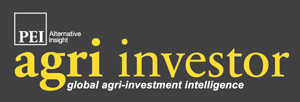 PEI Alternative
Insight
agri investor
global agri-investment intelligence